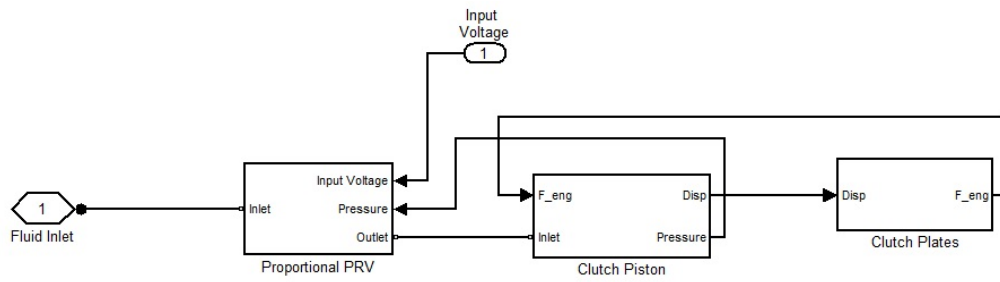 Input
Voltage
1
Input Voltage
Pressure
Inlet
Outlet
Proportional PRV
1
Fluid Inlet
F_eng
Disp
Inlet
Pressure
Clutch Piston
Disp
F_eng
Clutch Plates